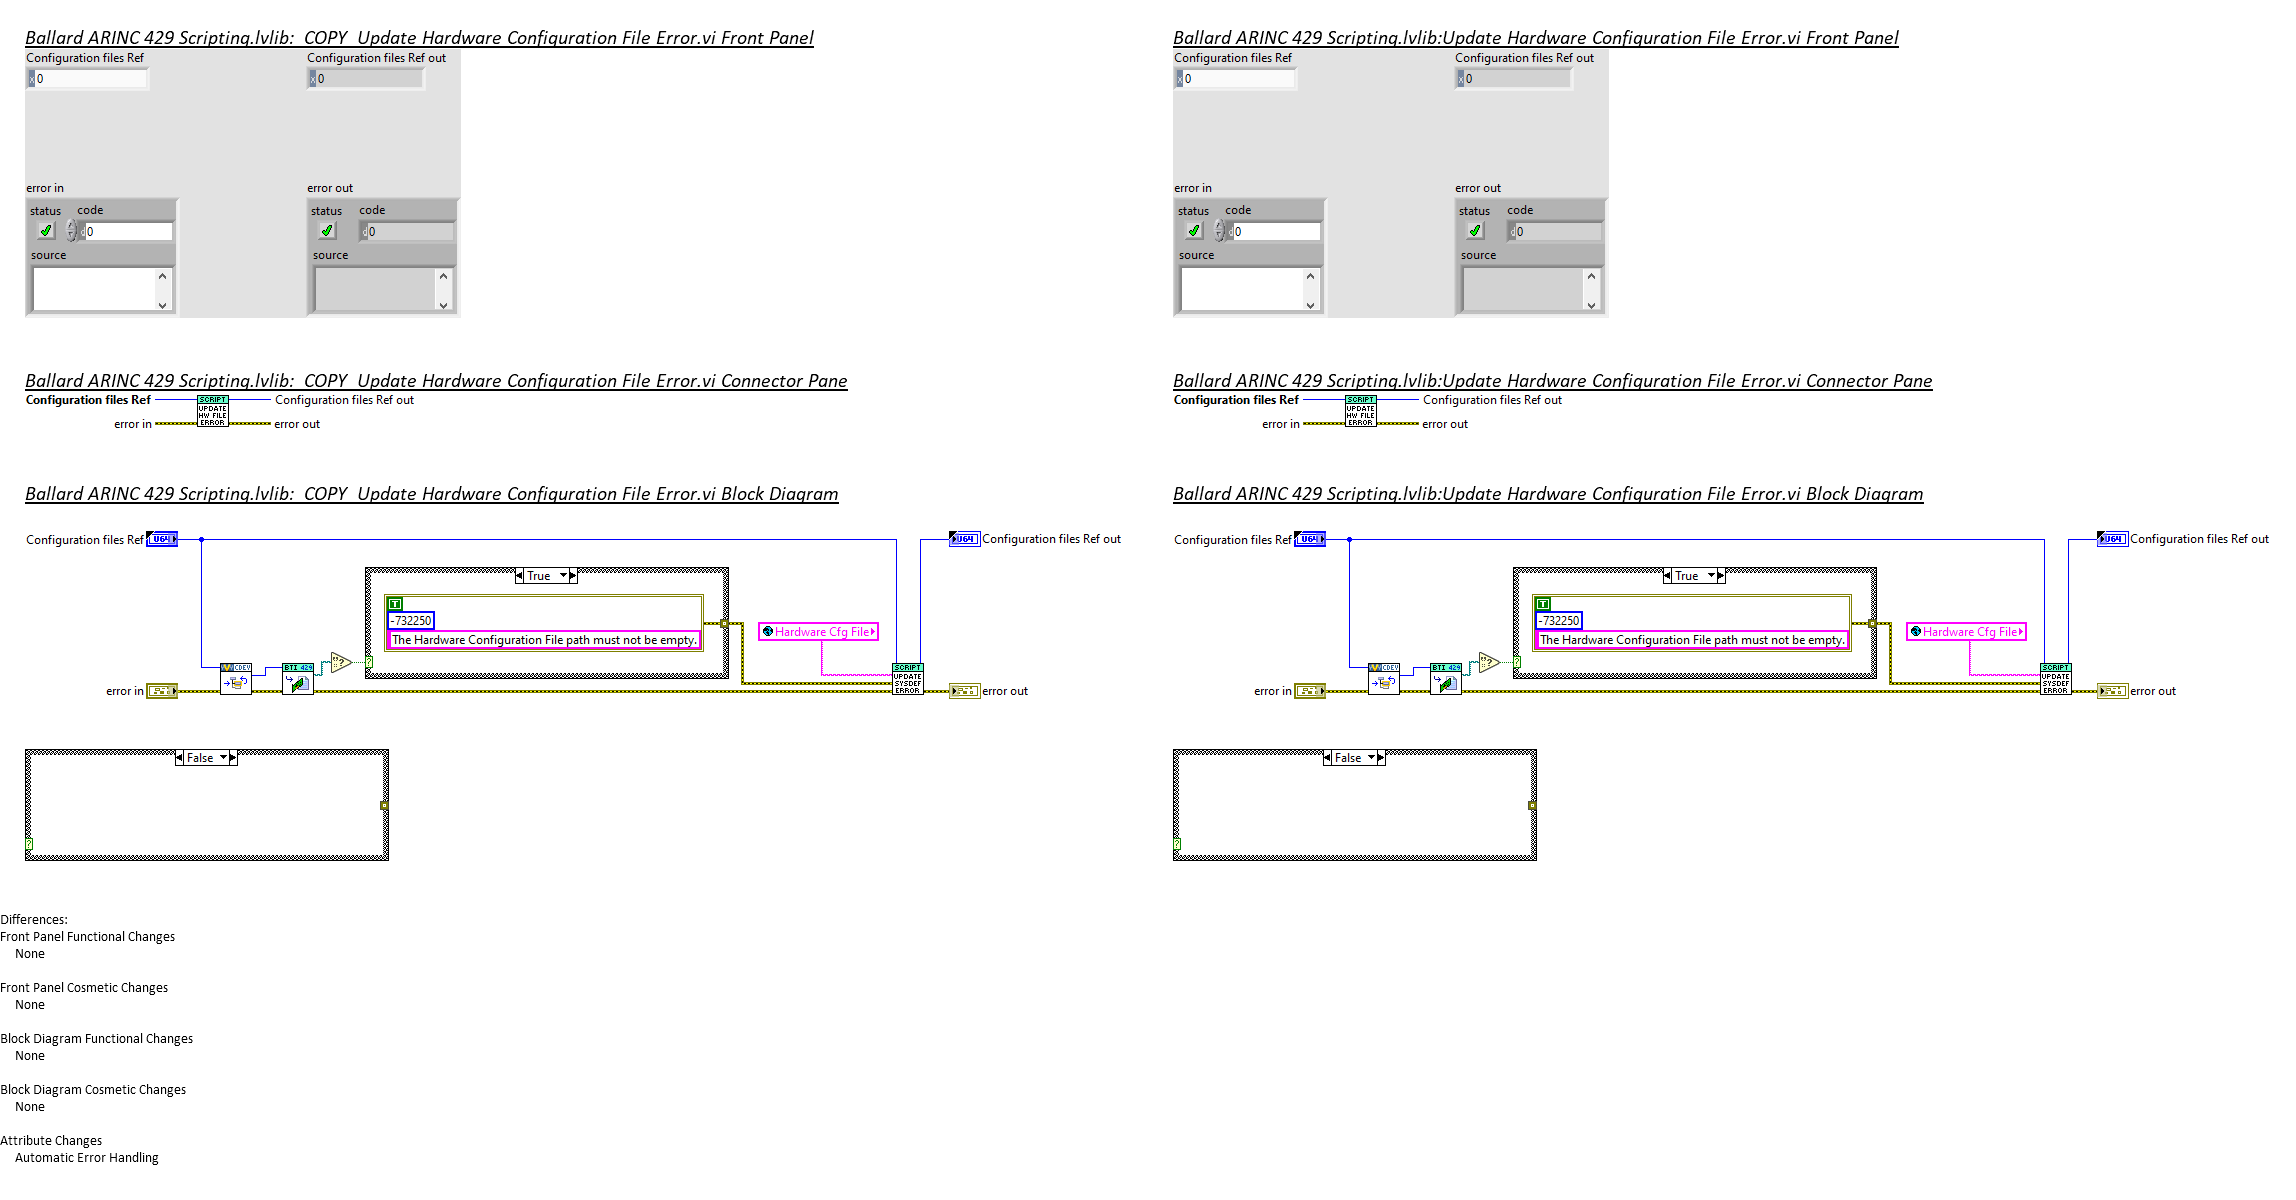 Ballard ARINC 429 Scripting.lvlib:  COPY  Update Hardware Configuration File Error.vi Front Panel
Configuration files Ref
Configuration files Ref out
x 0
x 0
error in
error out
status
code
status
code
d 0
d 0
source
source
Ballard ARINC 429 Scripting.lvlib:  COPY  Update Hardware Configuration File Error.vi Connector Pane
Configuration files Ref
SCRIPT
UPDATE
HW FILE
ERROR
Configuration files Ref out
error in
error out
Ballard ARINC 429 Scripting.lvlib:  COPY  Update Hardware Configuration File Error.vi Block Diagram
Configuration files Ref
U64
U64
Configuration files Ref out
True
T
-732250
The Hardware Configuration File path must not be empty.
Hardware Cfg File
?
?
CDEV
BTI 429
SCRIPT
UPDATE
SYSDEF
ERROR
error in
error out
False
?
Ballard ARINC 429 Scripting.lvlib:Update Hardware Configuration File Error.vi Front Panel
Configuration files Ref
Configuration files Ref out
x 0
x 0
error in
error out
status
code
status
code
d 0
d 0
source
source
Ballard ARINC 429 Scripting.lvlib:Update Hardware Configuration File Error.vi Connector Pane
Configuration files Ref
SCRIPT
UPDATE
HW FILE
ERROR
Configuration files Ref out
error in
error out
Ballard ARINC 429 Scripting.lvlib:Update Hardware Configuration File Error.vi Block Diagram
Configuration files Ref
U64
U64
Configuration files Ref out
True
T
-732250
The Hardware Configuration File path must not be empty.
Hardware Cfg File
?
?
CDEV
BTI 429
SCRIPT
UPDATE
SYSDEF
ERROR
error in
error out
False
?
Differences:
Front Panel Functional Changes
None
Front Panel Cosmetic Changes
None
Block Diagram Functional Changes
None
Block Diagram Cosmetic Changes
None
Attribute Changes
Automatic Error Handling